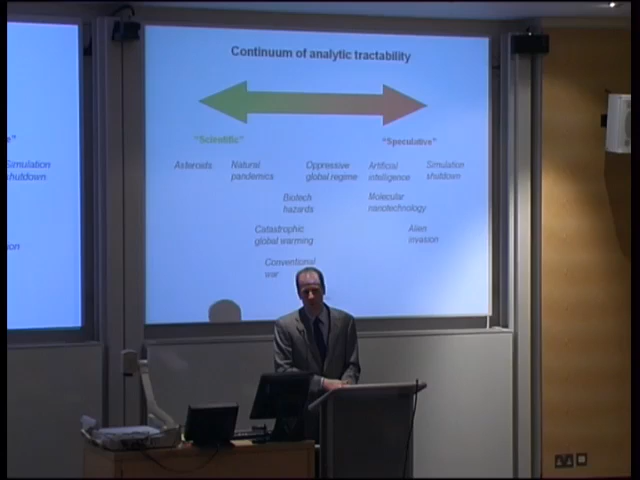 Continuum of analytic tractability
"Scientific"
"Speculative"
Asteroids
Natural
pandemics
Oppressive
global regime
Artificial
intelligence
Simulation
shutdown
Biotech
hazards
Molecular
nanotechnology
Catastrophic
global warming
Alien
invasion
Conventional
war
Simulation
shutdown